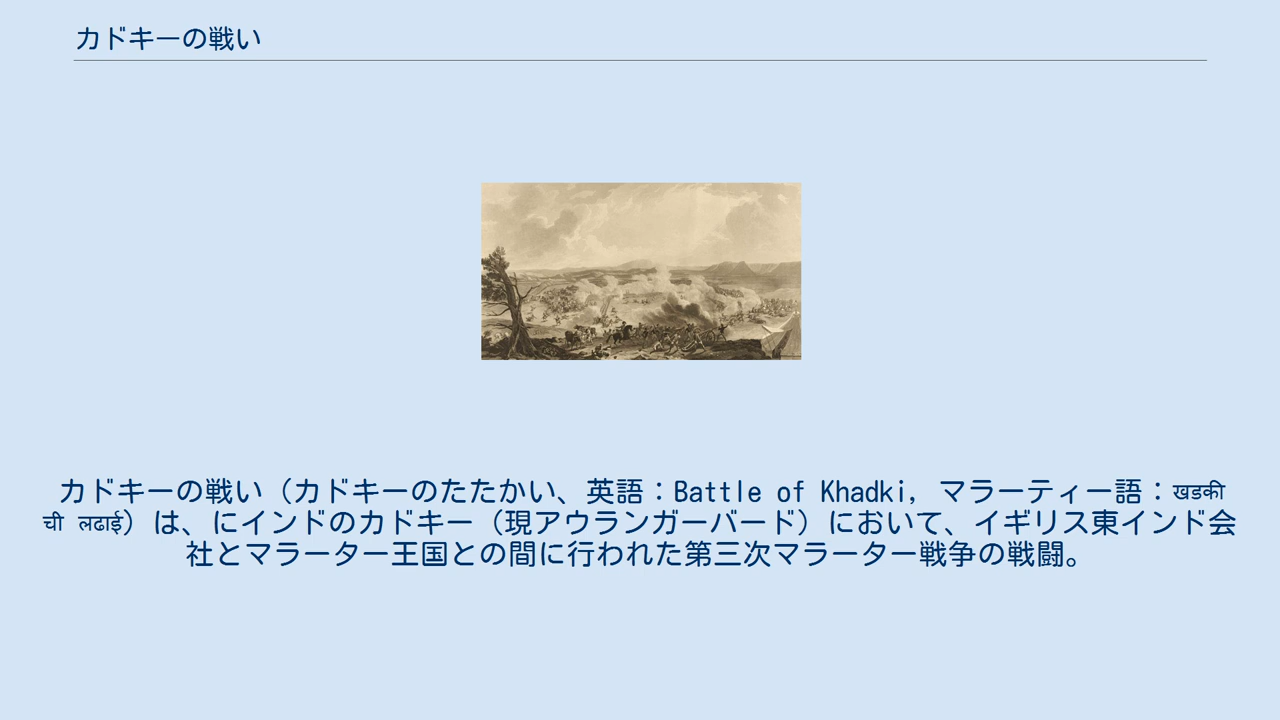 カドキーの戦い
カドキーの戦い（カドキーのたたかい、英語：Battle of Khadki, マラーティー語：खडकी
ची लढाई）は、にインドのカドキー（現アウランガーバード）において、イギリス東インド会
社とマラーター王国との間に行われた第三次マラーター戦争の戦闘。